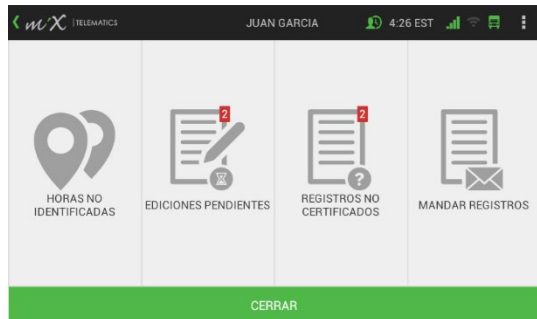 miX TELEMATICS JUAN GARCIA 4:26 EST
2
2
HORAS NO
IDENTIFICADAS
EDICIONES PENDIENTES
REGISTROS NO
CERTIFICADOS
MANDAR REGISTROS
?
CERRAR